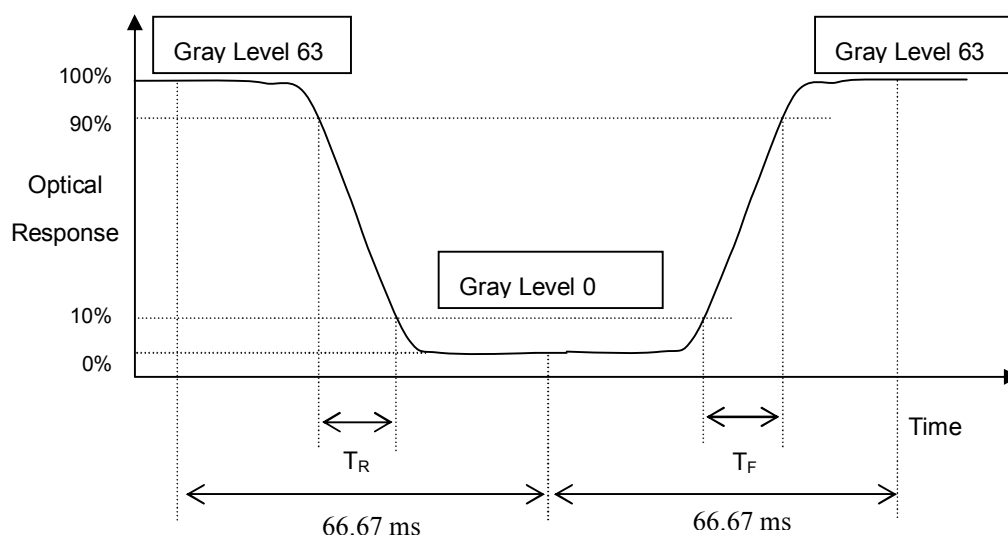 Gray Level 63
Gray Level 63
100%
90%
Optical
Response
Gray Level 0
10%
0%
Time
TR
TF
66.67 ms
66.67 ms